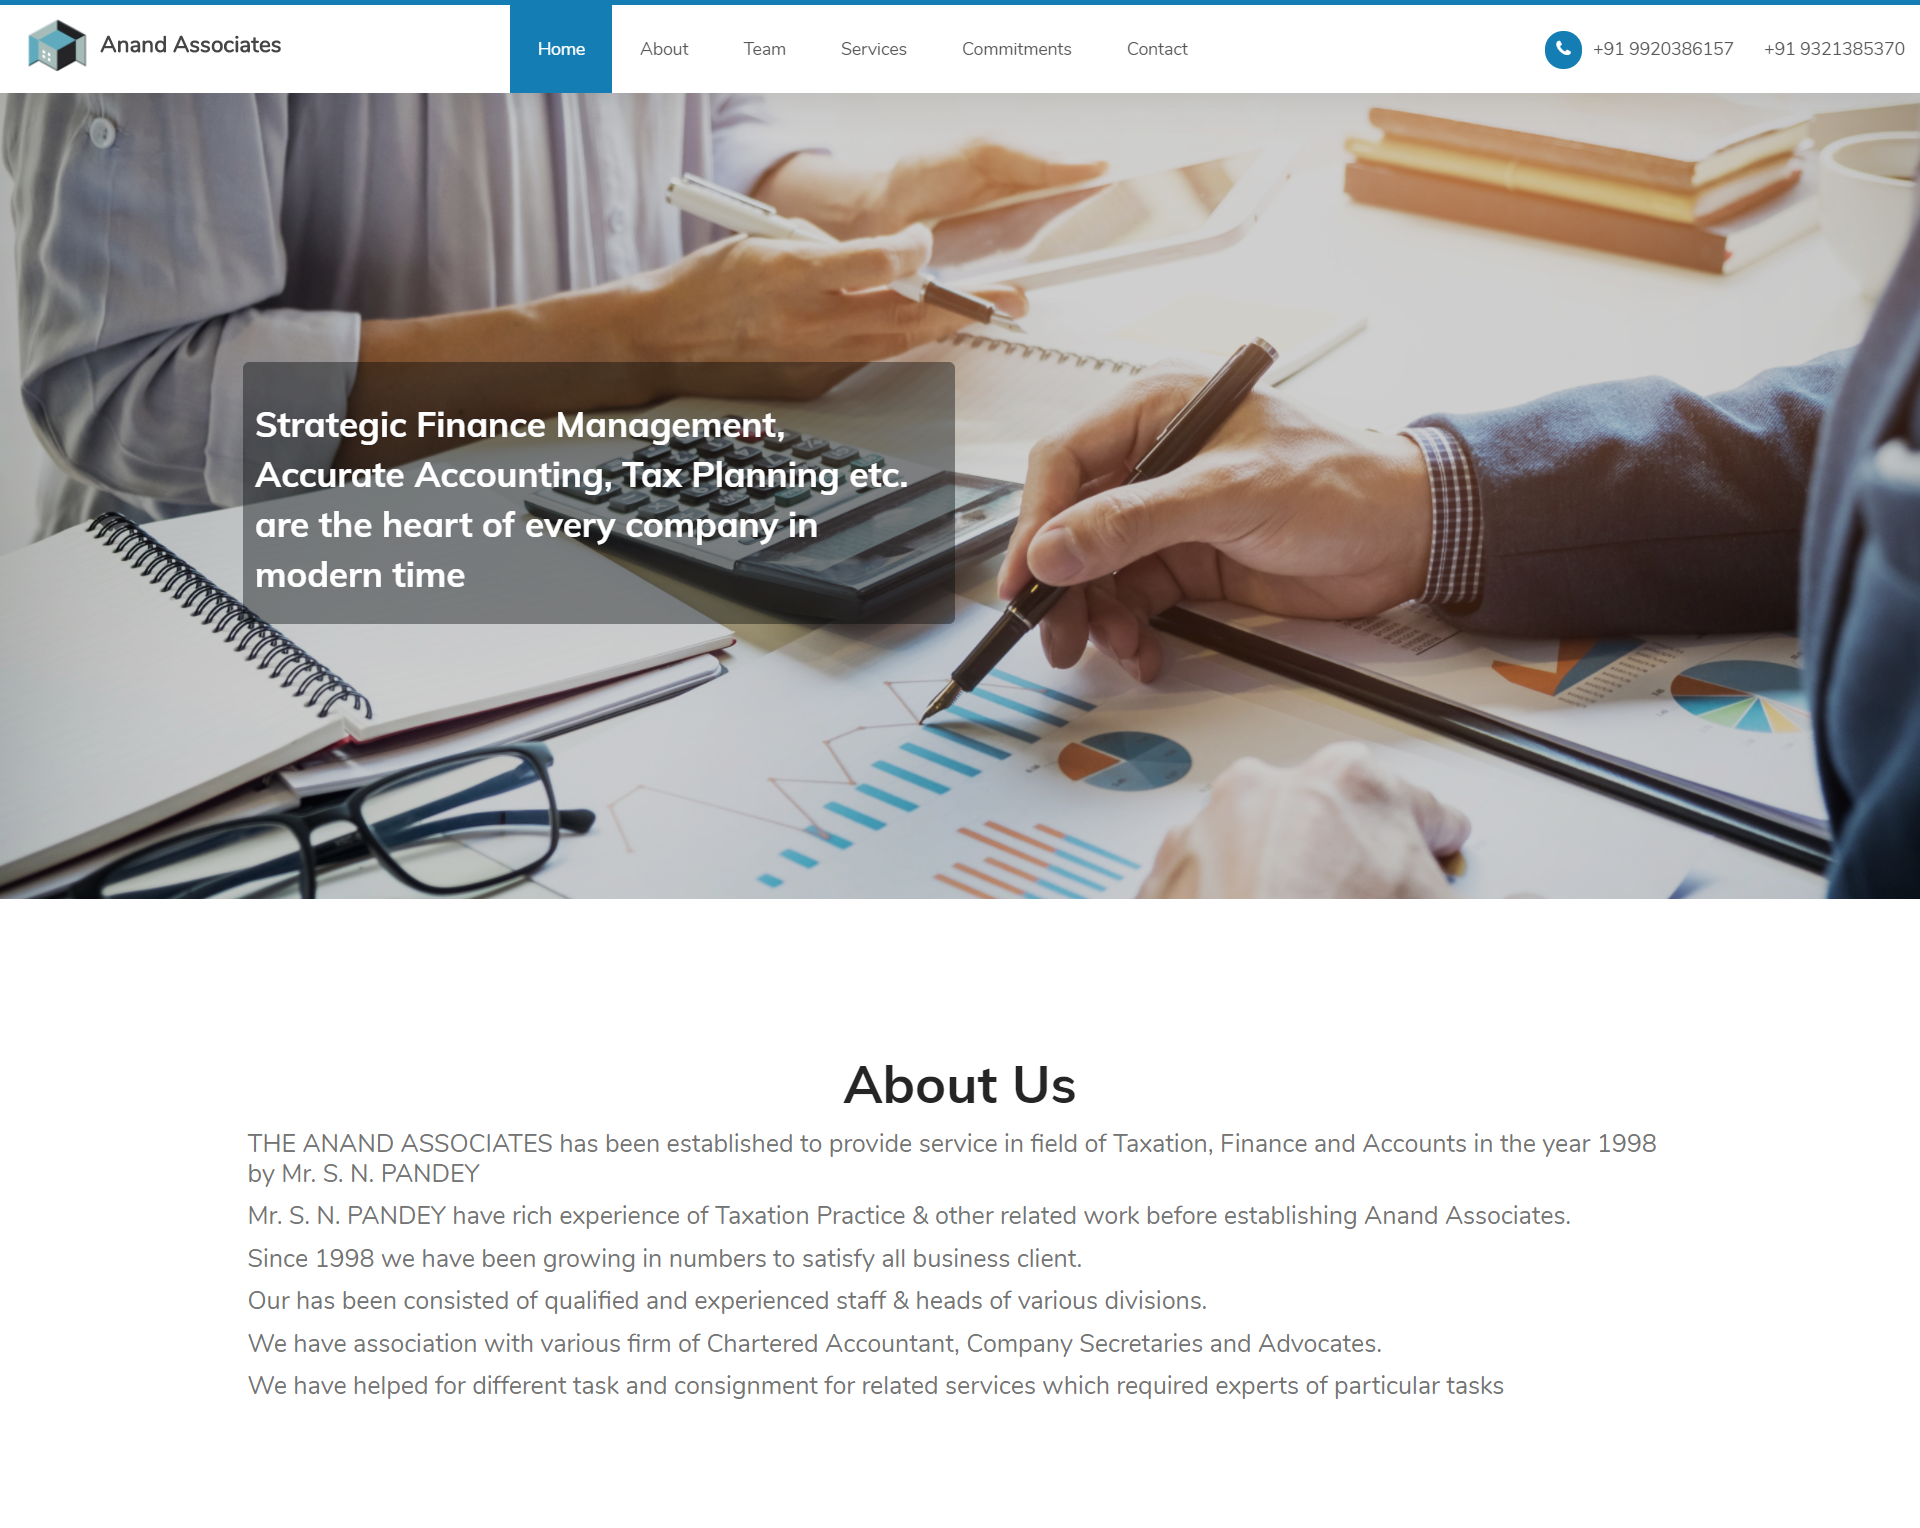 Anand Associates
Home
About
Team
Services
Commitments
Contact
+91 9920386157
+91 9321385370
Strategic Finance Management,
Accurate Accounting, Tax Planning etc.
are the heart of every company in
modern time
About Us
THE ANAND ASSOCIATES has been established to provide service in field of Taxation, Finance and Accounts in the year 1998
by Mr. S. N. PANDEY
Mr. S. N. PANDEY have rich experience of Taxation Practice & other related work before establishing Anand Associates.
Since 1998 we have been growing in numbers to satisfy all business client.
Our has been consisted of qualified and experienced staff & heads of various divisions.
We have association with various firm of Chartered Accountant, Company Secretaries and Advocates.
We have helped for different task and consignment for related services which required experts of particular tasks